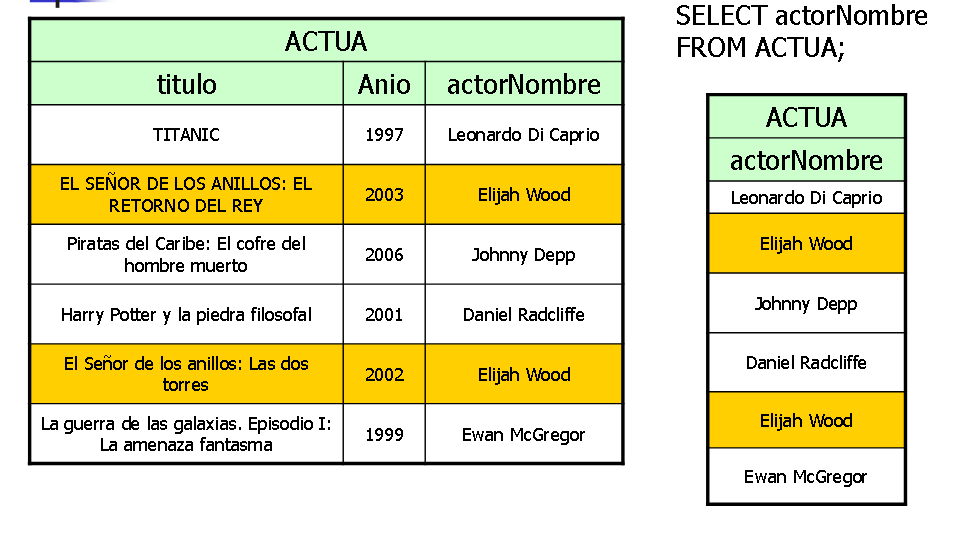 SELECT actorNombre
FROM ACTUA;
ACTUA
titulo Anio actorNombre
TITANIC 1997 Leonardo Di Caprio
EL SEÑOR DE LOS ANILLOS: EL
RETORNO DEL REY 2003 Elijah Wood
Piratas del Caribe: El cofre del
hombre muerto 2006 Johnny Depp
Harry Potter y la piedra filosofal 2001 Daniel Radcliffe
El Señor de los anillos: Las dos
torres 2002 Elijah Wood
La guerra de las galaxias. Episodio I:
La amenaza fantasma 1999 Ewan McGregor
ACTUA
actorNombre
Leonardo Di Caprio
Elijah Wood
Johnny Depp
Daniel Radcliffe
Elijah Wood
Ewan McGregor